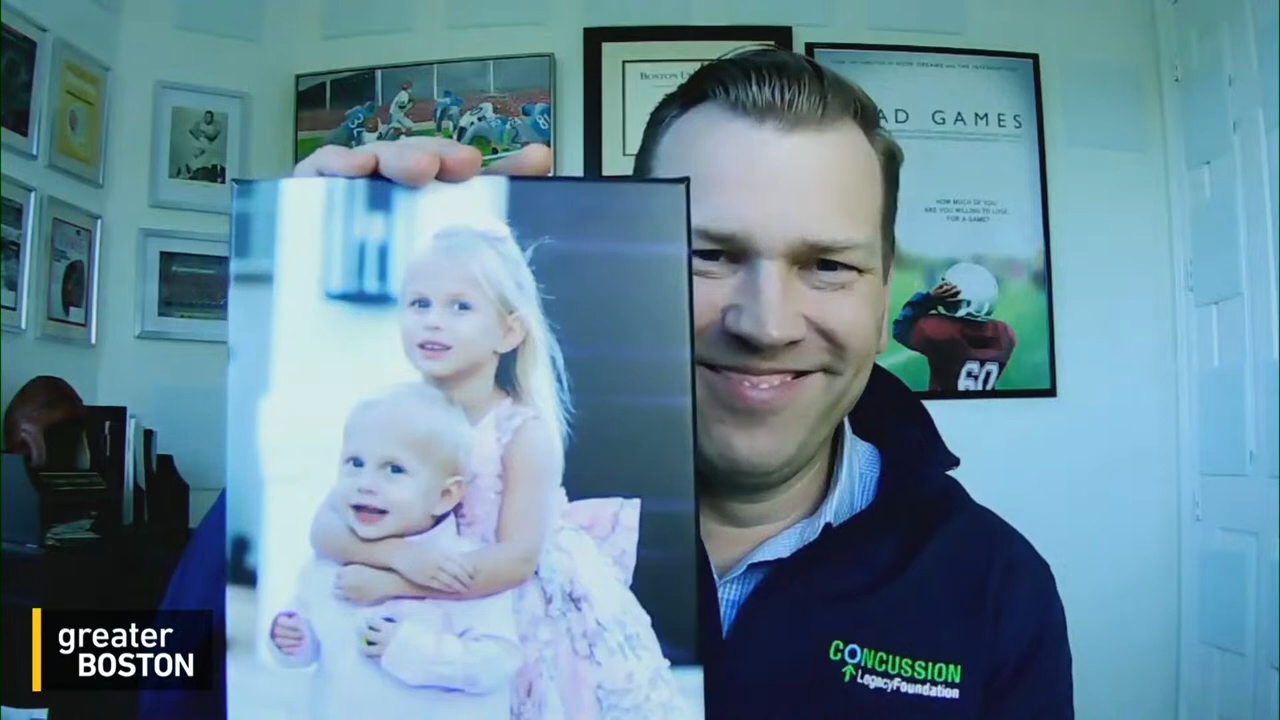 BOSTON U
AD GAMES
HOW MUCH OF YOU
ARE YOU WILLING TO LOSE
FOR A GAME?
60
CONCUSSION
LegacyFoundation
greater
BOSTON